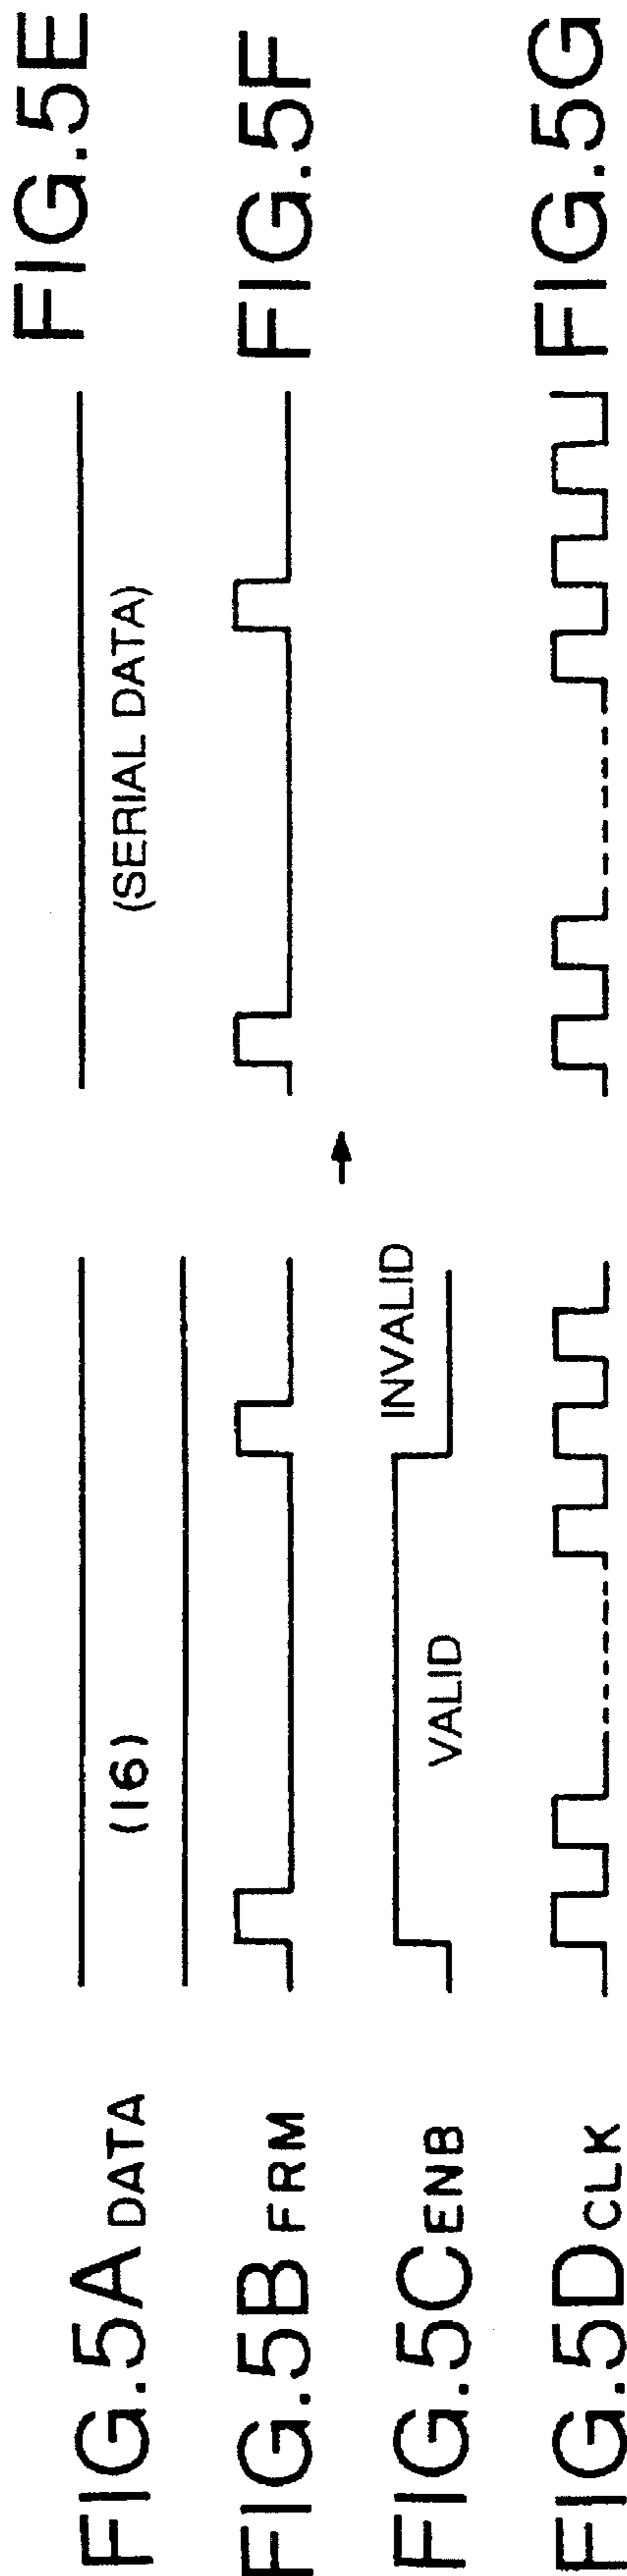 FIG.5A DATA
(16)
(SERIAL DATA)
FIG.5E
FIG.5B FRM
FIG.5F
FIG.5C ENB
VALID
INVALID
FIG.5D CLK
FIG.5G